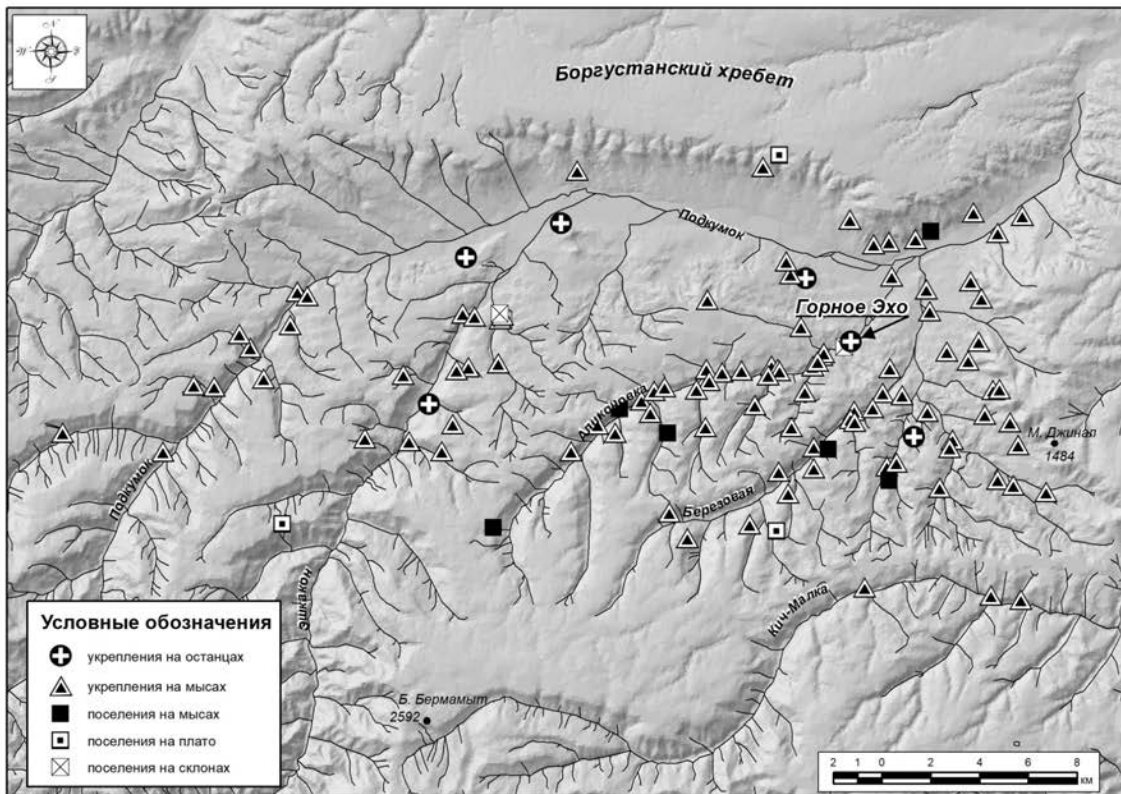 N
W
S
Боргустанский хребет
Подкумок
Горное Эхо
Аликоновка
М. Джинал
1484
Подкумок
Березовая
Эшкакон
Кич-Малка
Б. Бермамыт
2592
Условные обозначения
укрепления на останцах
укрепления на мысах
поселения на мысах
поселения на плато
поселения на склонах
2 1 0 2 4 6 8
км